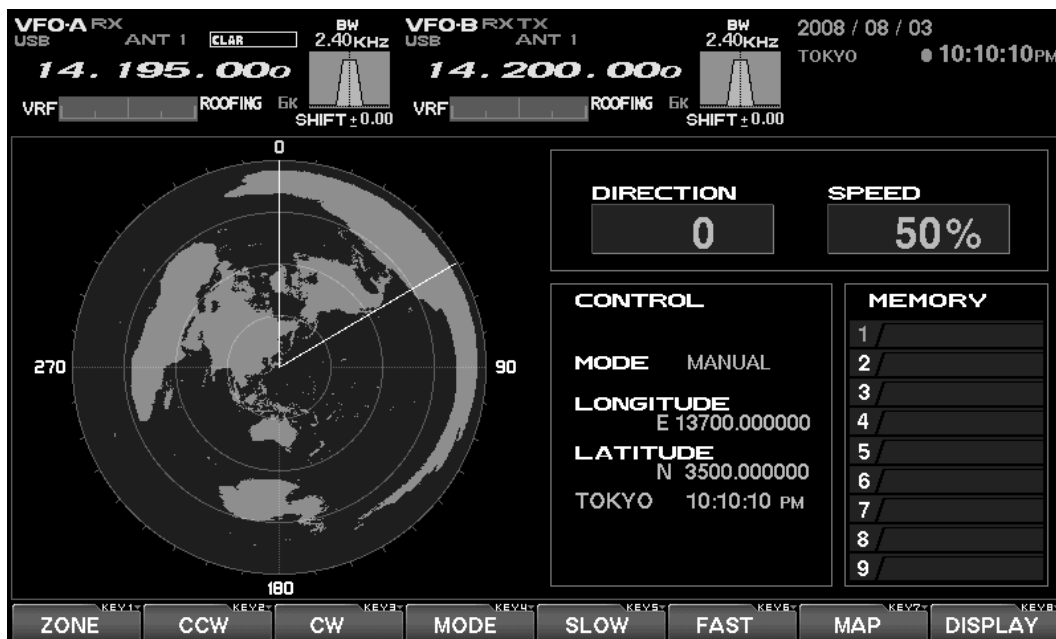 VFO-A RX
USB
ANT 1
CLAR
BW
2.40KHz
14. 195. 00o
VRF
ROOFING
БК
SHIFT ± 0.00
VFO-B RX TX
USB
ANT 1
BW
2.40KHz
14. 200. 00o
VRF
ROOFING
БК
SHIFT ± 0.00
2008 / 08 / 03
TOKYO
10:10:10PM
0
270
90
180
DIRECTION
0
SPEED
50%
CONTROL
MODE MANUAL
LONGITUDE
E 13700.000000
LATITUDE
N 3500.000000
TOKYO 10:10:10 PM
MEMORY
1
2
3
4
5
6
7
8
9
KEY1
ZONE
KEY2
CCW
KEY3
CW
KEY4
MODE
KEY5
SLOW
KEY6
FAST
KEY7
MAP
KEY8
DISPLAY